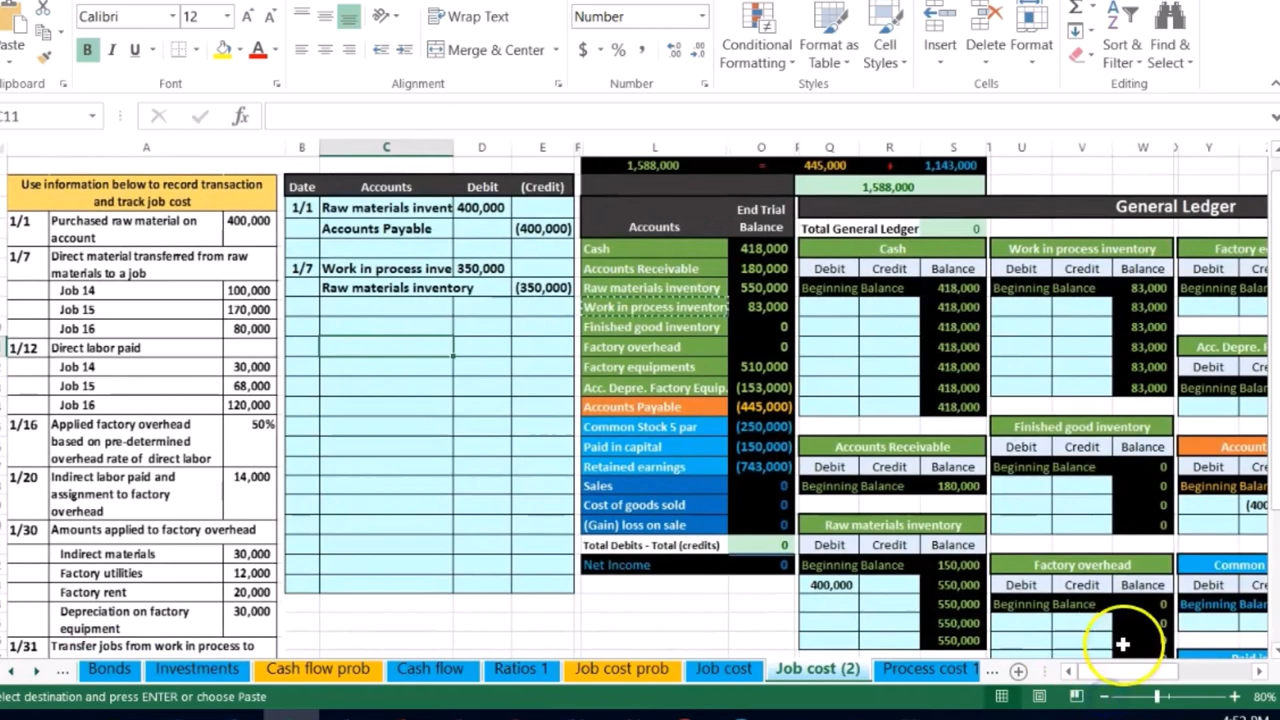 Calibri 12 Wrap Text Number
B I U A Merge & Center $ % , Conditional Formatting Format as Table Cell Styles Insert Delete Format Sort & Filter Find & Select
Font Alignment Number Styles Cells Editing
fx
A B C D E L O Q R S U V W Y
1,588,000 = 445,000 + 1,143,000
1,588,000
Use information below to record transaction
and track job cost
1/1 Purchased raw material on 400,000
account
1/7 Direct material transferred from raw
materials to a job
Job 14 100,000
Job 15 170,000
Job 16 80,000
1/12 Direct labor paid
Job 14 30,000
Job 15 68,000
Job 16 120,000
1/16 Applied factory overhead 50%
based on pre-determined
overhead rate of direct labor
1/20 Indirect labor paid and 14,000
assignment to factory
overhead
1/30 Amounts applied to factory overhead
Indirect materials 30,000
Factory utilities 12,000
Factory rent 20,000
Depreciation on factory 30,000
equipment
1/31 Transfer jobs from work in process to
Date Accounts Debit (Credit)
1/1 Raw materials invent 400,000
Accounts Payable (400,000)
1/7 Work in process inve 350,000
Raw materials inventory (350,000)
Accounts End Trial Balance
Cash 418,000
Accounts Receivable 180,000
Raw materials inventory 550,000
Work in process inventor 83,000
Finished good inventory 0
Factory overhead 0
Factory equipments 510,000
Acc. Depre. Factory Equip. (153,000)
Accounts Payable (445,000)
Common Stock 5 par (250,000)
Paid in capital (150,000)
Retained earnings (743,000)
Sales 0
Cost of goods sold 0
(Gain) loss on sale 0
Total Debits - Total (credits) 0
Net Income 0
General Ledger
Total General Ledger 0
Cash
Debit Credit Balance
Beginning Balance 418,000
418,000
418,000
418,000
418,000
418,000
418,000
Accounts Receivable
Debit Credit Balance
Beginning Balance 180,000
Raw materials inventory
Debit Credit Balance
Beginning Balance 150,000
400,000 550,000
550,000
550,000
550,000
Work in process inventory
Debit Credit Balance
Beginning Balance 83,000
83,000
83,000
83,000
83,000
83,000
Finished good inventory
Debit Credit Balance
Beginning Balance 0
0
0
0
Factory overhead
Debit Credit Balance
Beginning Balance 0
0
0
Factory e
Debit Cr
Beginning Balan
Acc. Depre. F
Debit Cr
Beginning Balar
Account
Debit Cr
Beginning Balar
(400
Common
Debit Cr
Beginning Balar
... Bonds Investments Cash flow prob Cash flow Ratios 1 Job cost prob Job cost Job cost (2) Process cost 1 ...
elect destination and press ENTER or choose Paste 80%